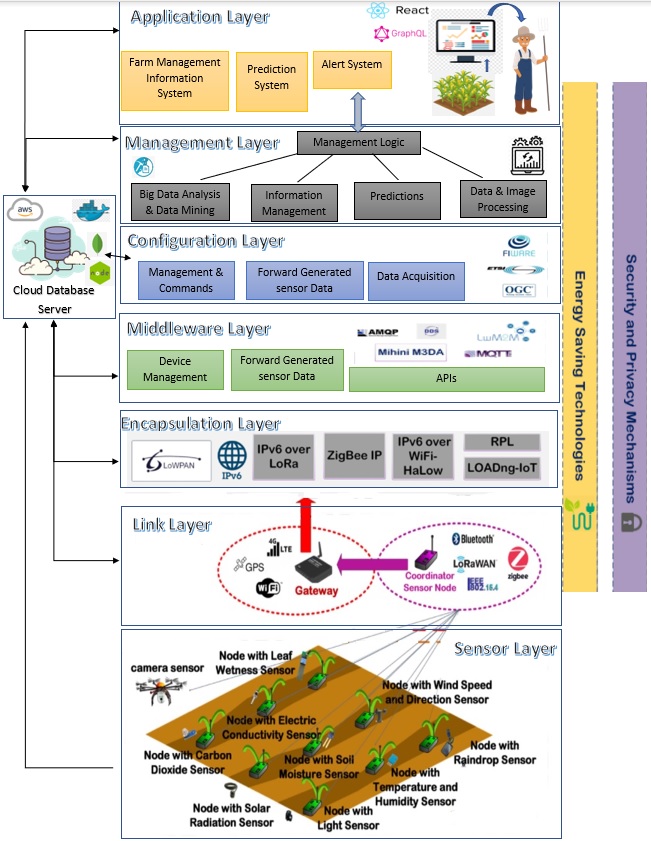 Application Layer
React
GraphQL
Farm Management
Information
System
Prediction
System
Alert System
Management Layer
Management Logic
Big Data Analysis
& Data Mining
Information
Management
Predictions
Data & Image
Processing
aws
node
Cloud Database
Server
Configuration Layer
Management &
Commands
Forward Generated
sensor Data
Data Acquisition
FIWARE
ETSI
OGC
Middleware Layer
Device
Management
Forward Generated
sensor Data
AMQP
DDS
LwM2M
Mihini M3DA
MQTT
APIs
Encapsulation Layer
6LoWPAN
IPv6
IPv6 over
LoRa
ZigBee IP
IPv6 over
WiFi-
HaLow
RPL
LOADng-IoT
Link Layer
4G
LTE
GPS
WiFi
Gateway
Coordinator
Sensor Node
Bluetooth
LoRaWAN
IEEE
802.15.4
zigbee
Sensor Layer
camera sensor
Node with Leaf
Wetness Sensor
Node with Wind Speed
and Direction Sensor
Node with Electric
Conductivity Sensor
Node with Carbon
Dioxide Sensor
Node with Soil
Moisture Sensor
Node with
Raindrop Sensor
Node with
Temperature and
Humidity Sensor
Node with Solar
Radiation Sensor
Node with
Light Sensor
Energy Saving Technologies
Security and Privacy Mechanisms